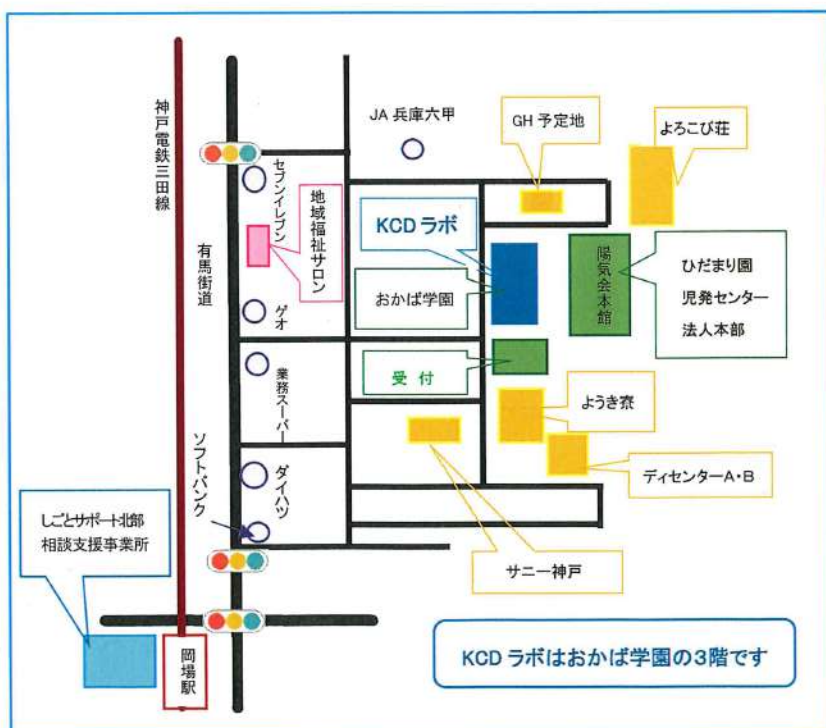 神戸電鉄三田線
有馬街道
JA 兵庫六甲
GH 予定地
よろこび荘
セブンイレブン
地域福祉サロン
ゲオ
KCD ラボ
おかば学園
陽気会本館
ひだまり園
児発センター
法人本部
受付
業務スーパー
ようき寮
ディセンターA・B
ソフトバンク
ダイハツ
しごとサポート北部
相談支援事業所
サニー神戸
岡場駅
KCD ラボはおかば学園の3階です